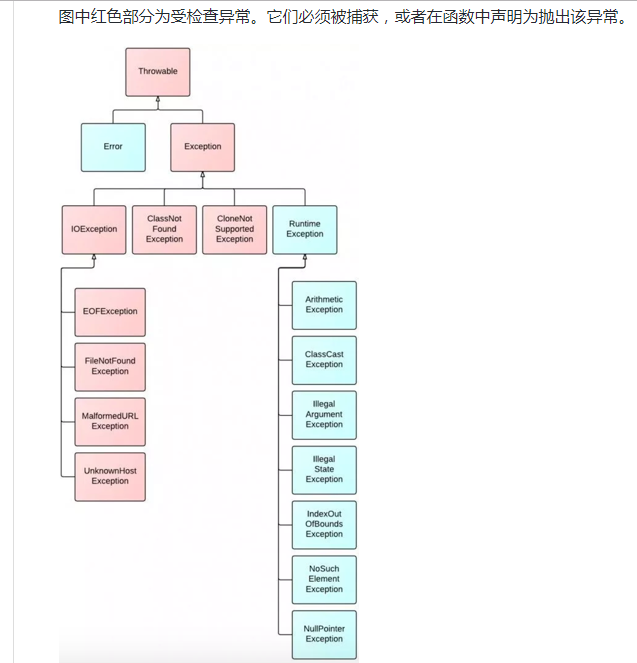 图中红色部分为受检查异常。它们必须被捕获，或者在函数中声明为抛出该异常。
Throwable
Error
Exception
IOException
ClassNot
Found
Exception
CloneNot
Supported
Exception
Runtime
Exception
EOFException
FileNotFound
Exception
MalformedURL
Exception
UnknownHost
Exception
Arithmetic
Exception
ClassCast
Exception
Illegal
Argument
Exception
Illegal
State
Exception
IndexOut
OfBounds
Exception
NoSuch
Element
Exception
NullPointer
Exception